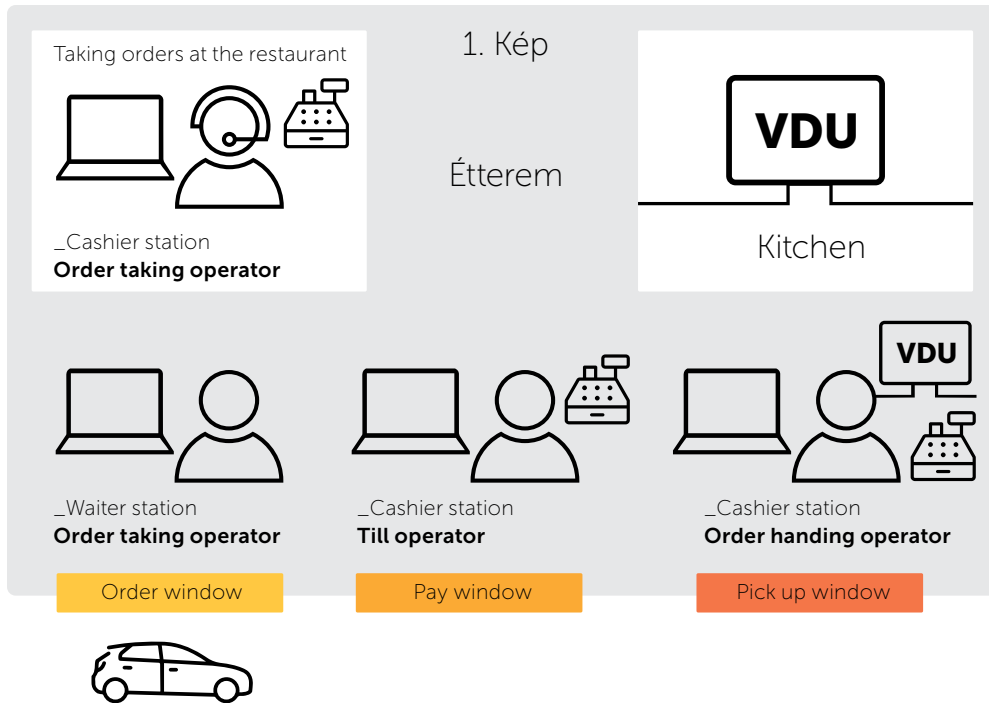 Taking orders at the restaurant
_Cashier station
Order taking operator
1. Kép
Étterem
VDU
Kitchen
_Waiter station
Order taking operator
Order window
_Cashier station
Till operator
Pay window
VDU
_Cashier station
Order handing operator
Pick up window